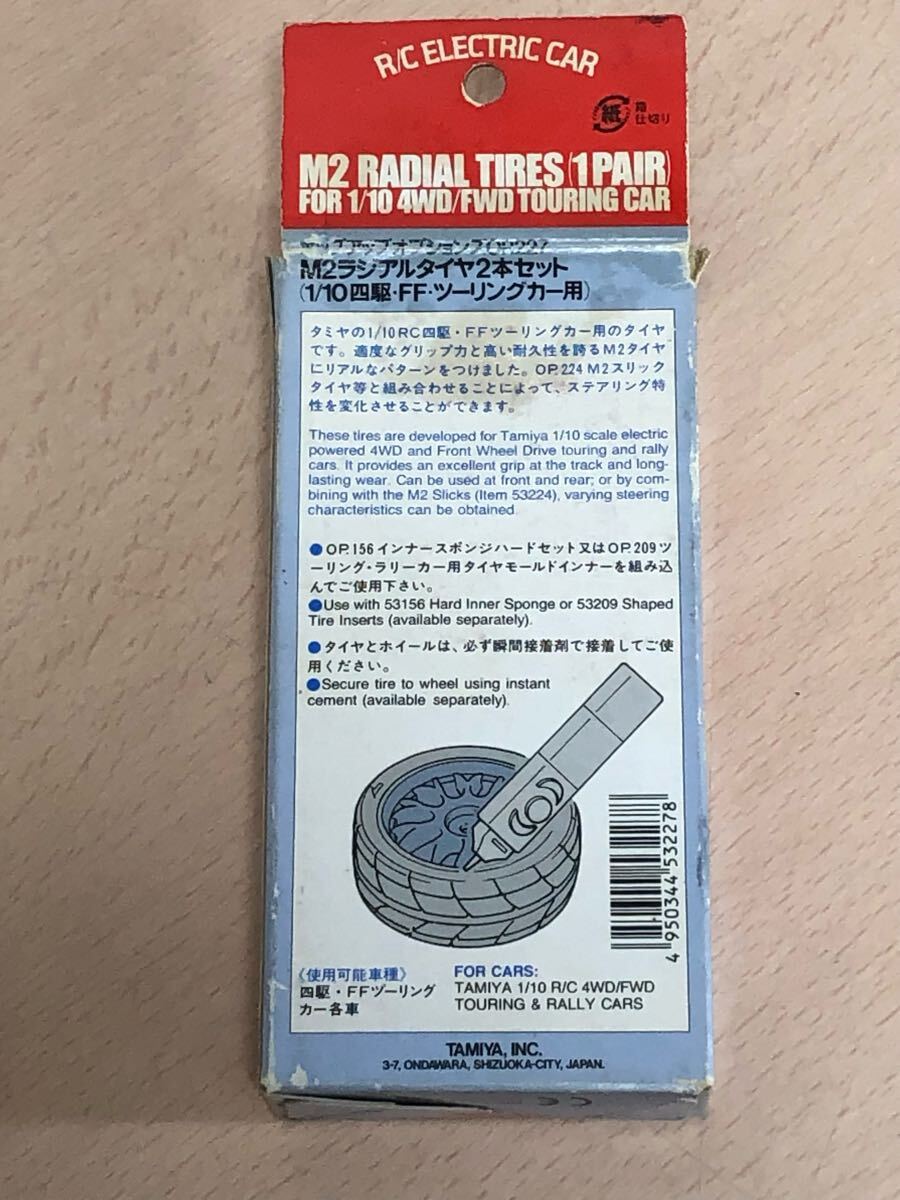 R/C ELECTRIC CAR
紙
箱
仕切り
M2 RADIAL TIRES (1 PAIR)
FOR 1/10 4WD/FWD TOURING CAR
M2ラジアルタイヤ2本セット
(1/10四駆・FF・ツーリングカー用)
タミヤの1/10RC四駆・FFツーリングカー用のタイヤ
です。適度なグリップ力と高い耐久性を誇るM2タイヤ
にリアルなパターンをつけました。OP.224 M2スリック
タイヤ等と組み合わせることによって、ステアリング特
性を変化させることができます。
These tires are developed for Tamiya 1/10 scale electric
powered 4WD and Front Wheel Drive touring and rally
cars. It provides an excellent grip at the track and long-
lasting wear. Can be used at front and rear; or by com-
bining with the M2 Slicks (Item 53224), varying steering
characteristics can be obtained.
●OP.156インナースポンジハードセット又はOP.209ツ
ーリング・ラリーカー用タイヤモールドインナーを組み込
んでご使用下さい。
●Use with 53156 Hard Inner Sponge or 53209 Shaped
Tire Inserts (available separately).
●タイヤとホイールは、必ず瞬間接着剤で接着してご使
用ください。
●Secure tire to wheel using instant
cement (available separately).
4 950344 532278
《使用可能車種》
四駆・FFツーリング
カー各車
FOR CARS:
TAMIYA 1/10 R/C 4WD/FWD
TOURING & RALLY CARS
TAMIYA, INC.
3-7, ONDAWARA, SHIZUOKA-CITY, JAPAN.